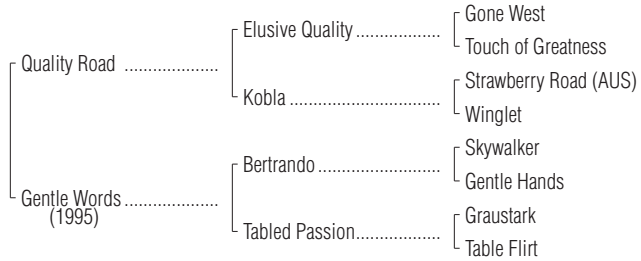 Gone West
Elusive Quality ..................
Touch of Greatness
Quality Road ....................
Strawberry Road (AUS)
Kobla ................................
Winglet
Skywalker
Bertrando ..........................
Gentle Hands
Gentle Words ....................
(1995)
Graustark
Tabled Passion ..................
Table Flirt